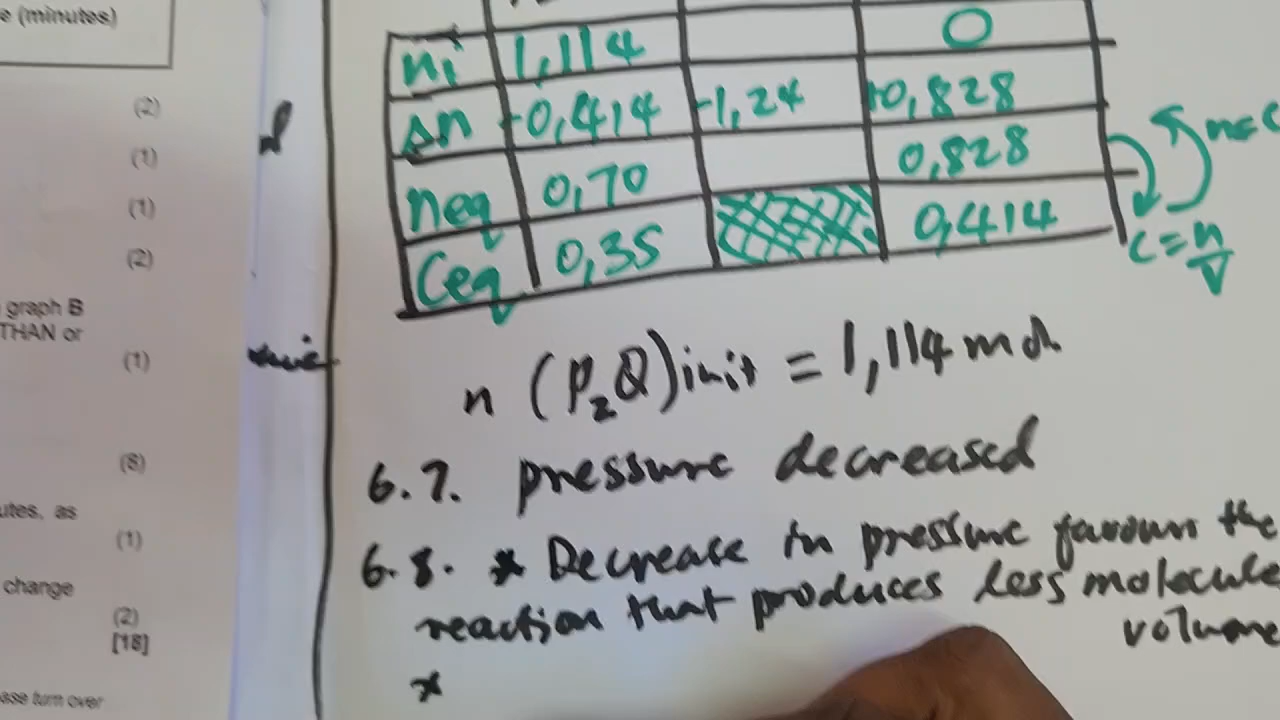 e (minutes)
(2)
(1)
(1)
(2)
graph B
THAN or
(1)
(8)
utes, as
(1)
change
(2)
[18]
ase turn over
ni 1,114 0
Δn -0,414 -1,24 +0,828
neq 0,70 0,828
Ceq 0,35 0,414
n=c
c = n/V
n (P₂Q)init = 1,114 mol
6.7. pressure decreased
6.8. * Decrease in pressure favours the
reaction that produces less molecule
volume
*